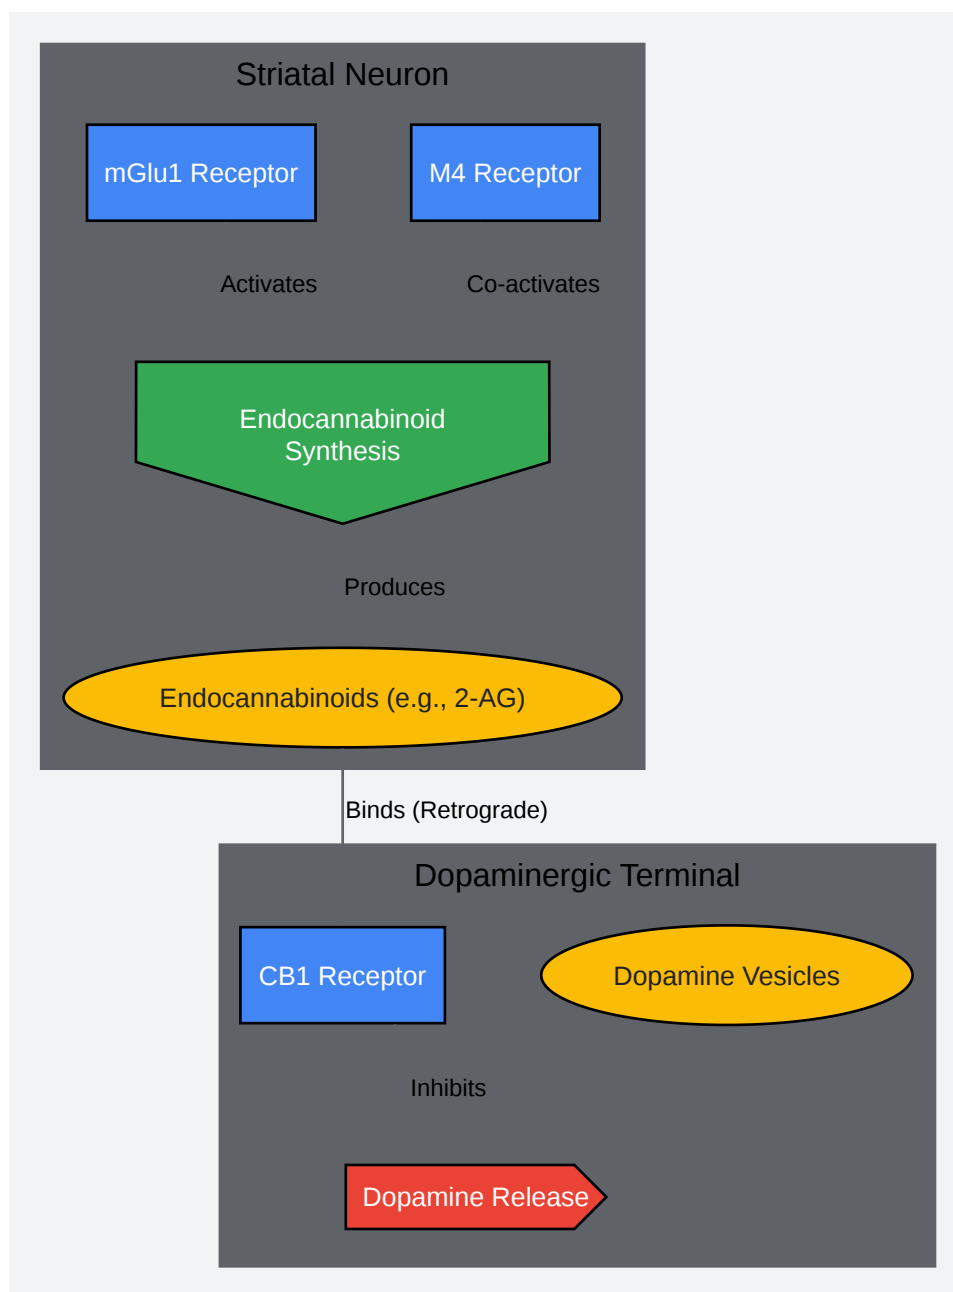 Striatal Neuron
mGlu1 Receptor
M4 Receptor
Activates
Co-activates
Endocannabinoid
Synthesis
Produces
Endocannabinoids (e.g., 2-AG)
Binds (Retrograde)
Dopaminergic Terminal
CB1 Receptor
Dopamine Vesicles
Inhibits
Dopamine Release